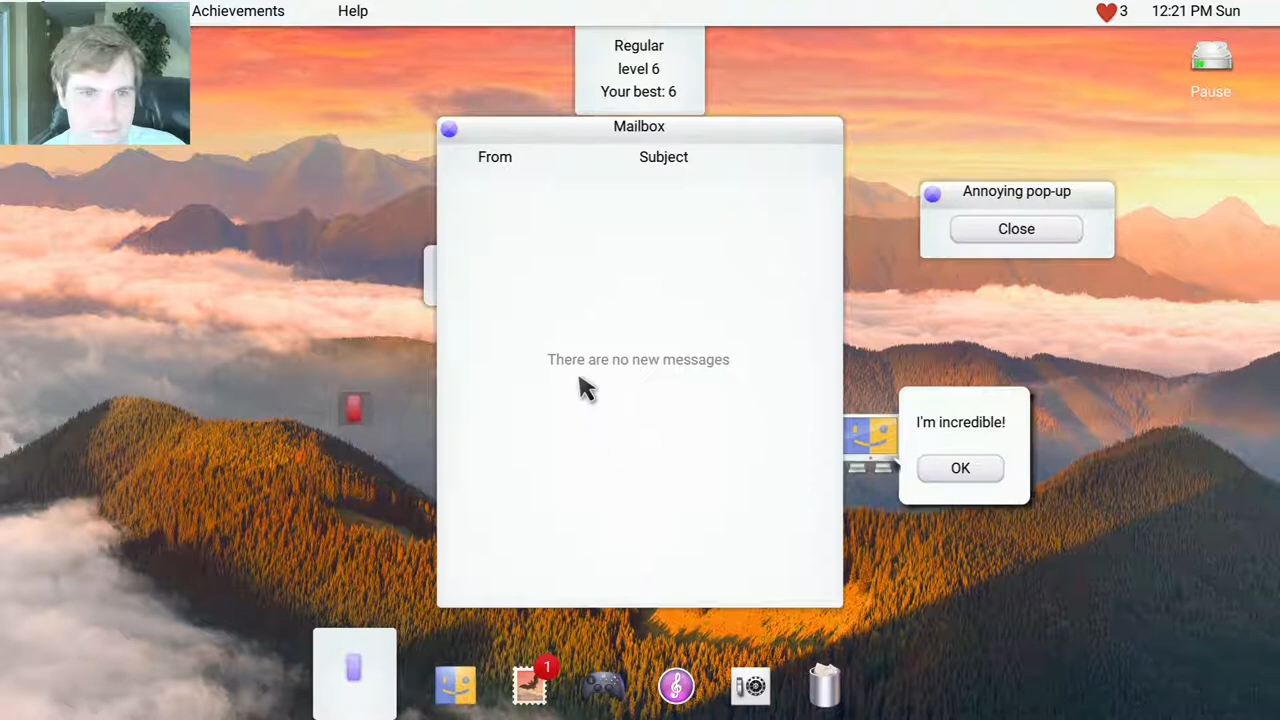 Achievements
Help
3
12:21 PM Sun
Regular
level 6
Your best: 6
Pause
Mailbox
From
Subject
Annoying pop-up
Close
There are no new messages
I'm incredible!
OK
1